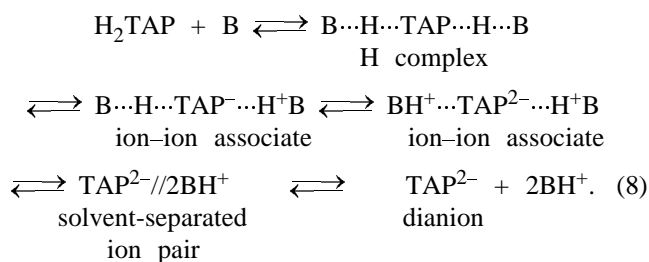 H₂TAP + B ⇌ B···H···TAP···H···B
H complex
⇌ B···H···TAP⁻···H⁺B ⇌ BH⁺···TAP²⁻···H⁺B
ion–ion associate ion–ion associate
⇌ TAP²⁻//2BH⁺ ⇌ TAP²⁻ + 2BH⁺. (8)
solvent-separated dianion
ion pair